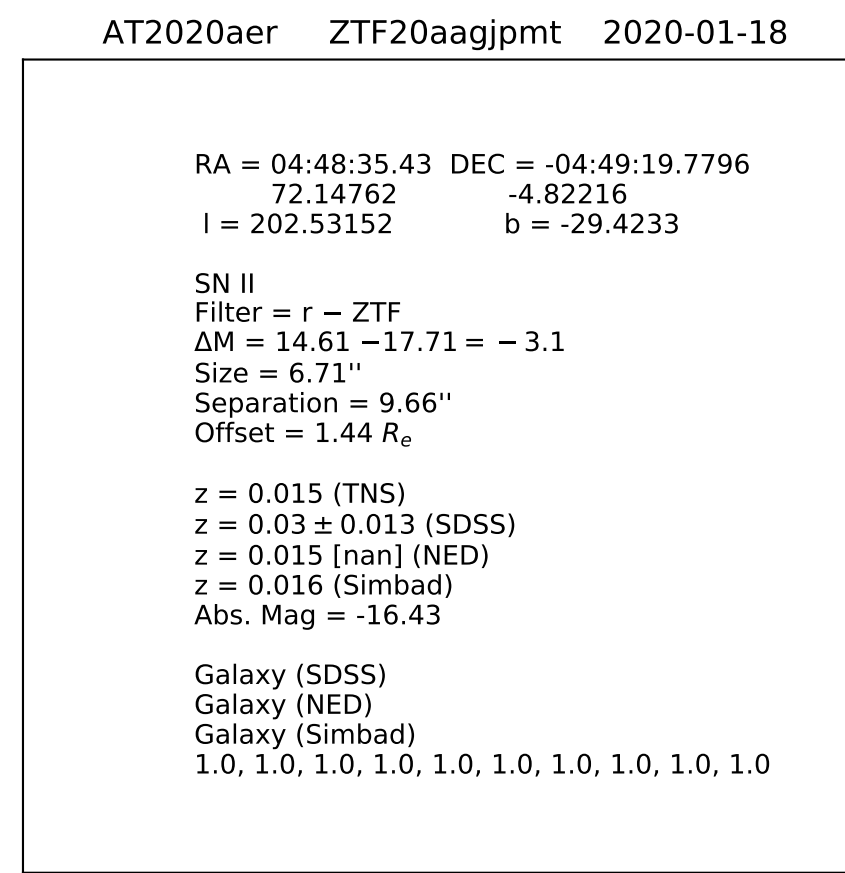 AT2020aer ZTF20aagjpmt 2020-01-18
RA = 04:48:35.43 DEC = -04:49:19.7796
72.14762 -4.82216
l = 202.53152 b = -29.4233
SN II
Filter = r − ZTF
ΔM = 14.61 −17.71 = − 3.1
Size = 6.71''
Separation = 9.66''
Offset = 1.44 Re
z = 0.015 (TNS)
z = 0.03 ± 0.013 (SDSS)
z = 0.015 [nan] (NED)
z = 0.016 (Simbad)
Abs. Mag = -16.43
Galaxy (SDSS)
Galaxy (NED)
Galaxy (Simbad)
1.0, 1.0, 1.0, 1.0, 1.0, 1.0, 1.0, 1.0, 1.0, 1.0